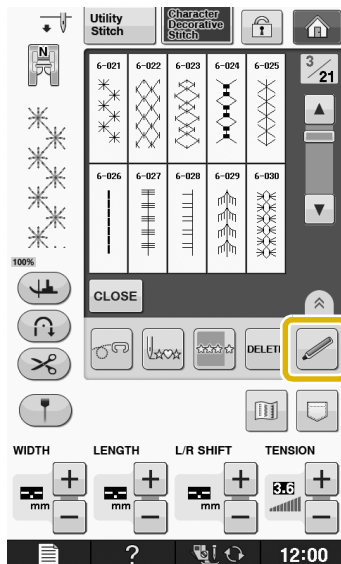 Utility
Stitch
Character
Decorative
Stitch
N
6-021 6-022 6-023 6-024 6-025
3/21
6-026 6-027 6-028 6-029 6-030
100%
CLOSE
DELET
WIDTH LENGTH L/R SHIFT TENSION
mm mm mm 3.6
? 12:00